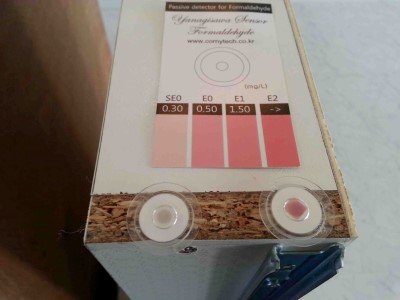 Passive detector for Formaldehyde
Yanagisawa Sensor
Formaldehyde
www.comytech.co.kr
(mg/L)
SE0 E0 E1 E2
0.30 0.50 1.50 ->